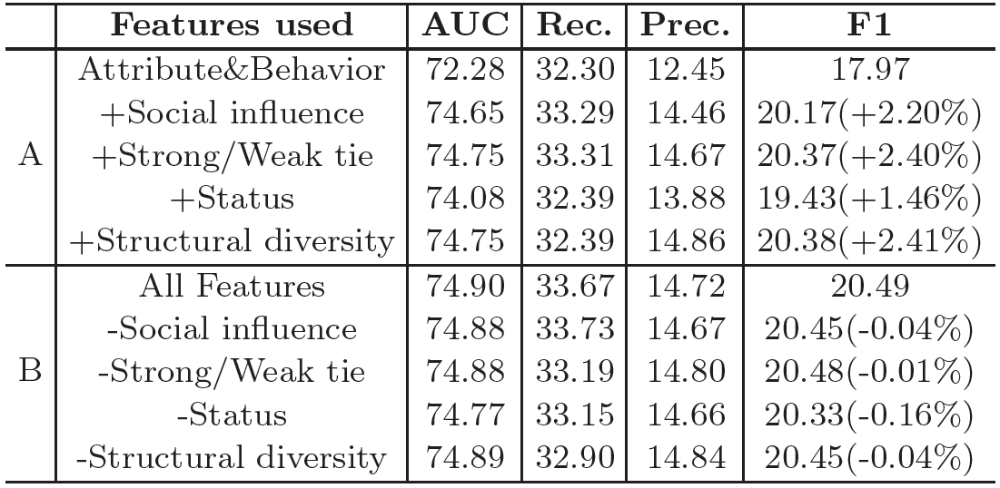 Features used AUC Rec. Prec. F1
Attribute&Behavior 72.28 32.30 12.45 17.97
+Social influence 74.65 33.29 14.46 20.17(+2.20%)
A +Strong/Weak tie 74.75 33.31 14.67 20.37(+2.40%)
+Status 74.08 32.39 13.88 19.43(+1.46%)
+Structural diversity 74.75 32.39 14.86 20.38(+2.41%)
All Features 74.90 33.67 14.72 20.49
-Social influence 74.88 33.73 14.67 20.45(-0.04%)
B -Strong/Weak tie 74.88 33.19 14.80 20.48(-0.01%)
-Status 74.77 33.15 14.66 20.33(-0.16%)
-Structural diversity 74.89 32.90 14.84 20.45(-0.04%)